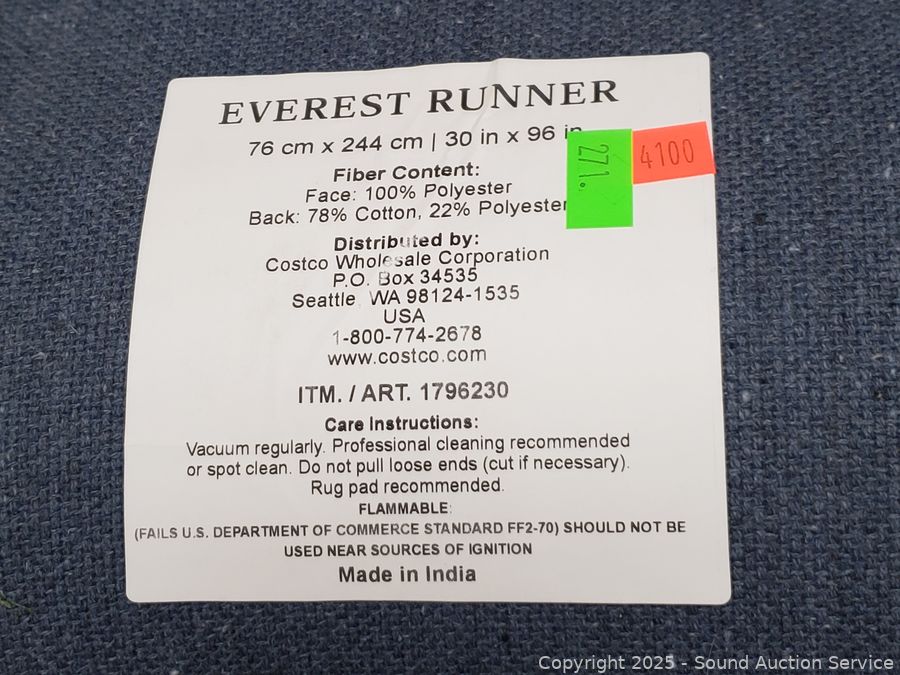 EVEREST RUNNER
76 cm x 244 cm | 30 in x 96 in
271.
4100
Fiber Content:
Face: 100% Polyester
Back: 78% Cotton, 22% Polyester
Distributed by:
Costco Wholesale Corporation
P.O. Box 34535
Seattle, WA 98124-1535
USA
1-800-774-2678
www.costco.com
ITM. / ART. 1796230
Care Instructions:
Vacuum regularly. Professional cleaning recommended
or spot clean. Do not pull loose ends (cut if necessary).
Rug pad recommended.
FLAMMABLE:
(FAILS U.S. DEPARTMENT OF COMMERCE STANDARD FF2-70) SHOULD NOT BE
USED NEAR SOURCES OF IGNITION
Made in India
Copyright 2025 - Sound Auction Service